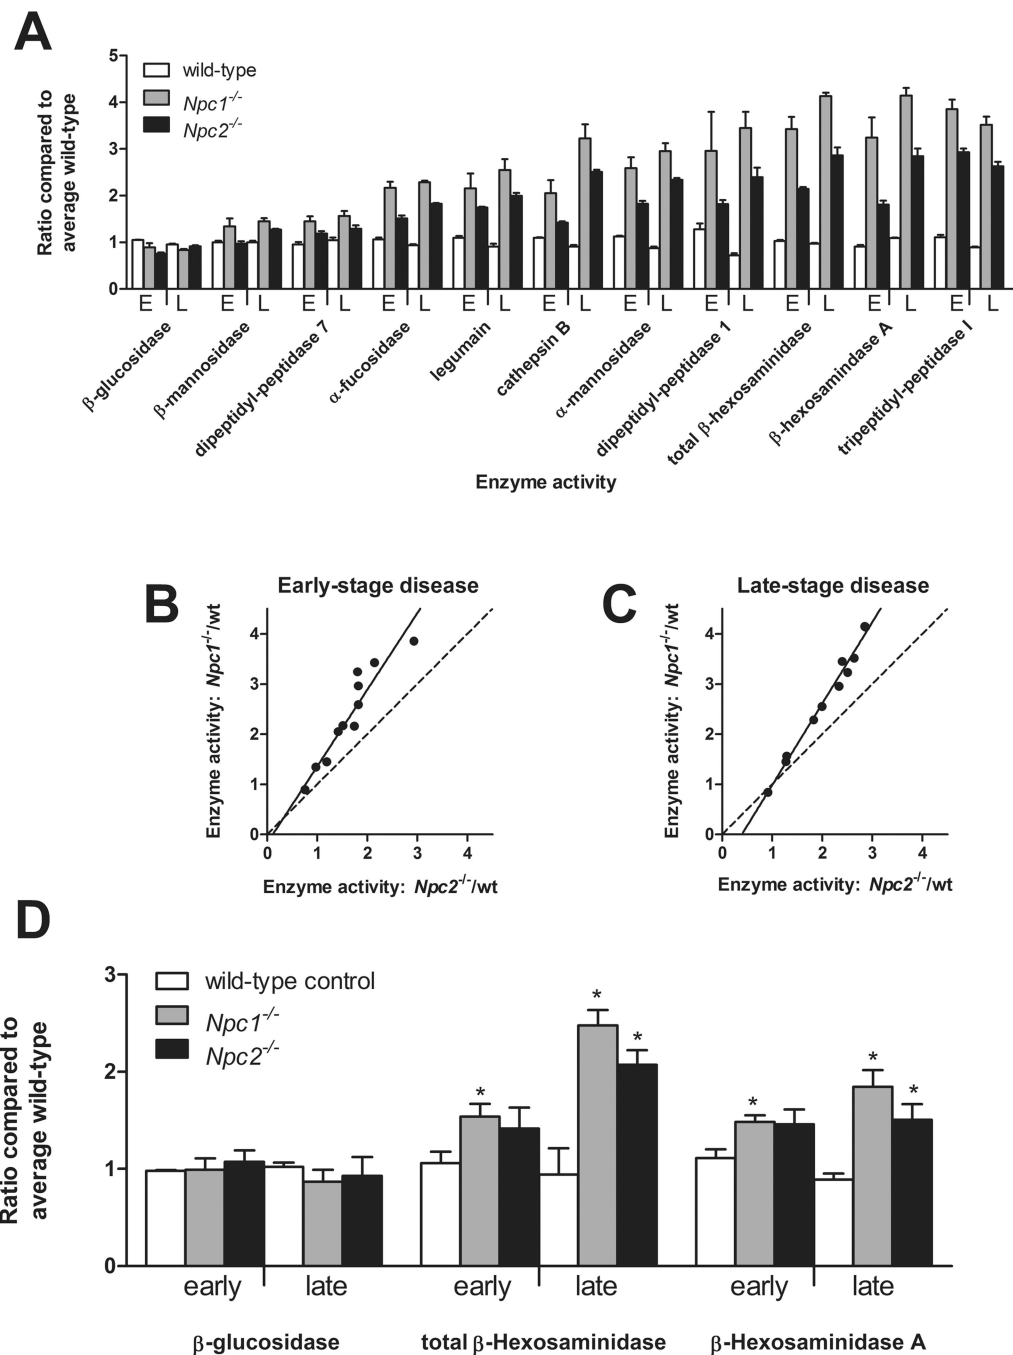 A
Ratio compared to
average wild-type
5
4
3
2
1
0
wild-type
Npc1-/-
Npc2-/-
E L E L E L E L E L E L E L E L E L E L E L
β-glucosidase
β-mannosidase
dipeptidyl-peptidase 7
α-fucosidase
legumain
cathepsin B
α-mannosidase
dipeptidyl-peptidase 1
total β-hexosaminidase
β-hexosamindase A
tripeptidyl-peptidase I
Enzyme activity
B
Early-stage disease
Enzyme activity: Npc1-/-/wt
4
3
2
1
0
0 1 2 3 4
Enzyme activity: Npc2-/-/wt
C
Late-stage disease
Enzyme activity: Npc1-/-/wt
4
3
2
1
0
0 1 2 3 4
Enzyme activity: Npc2-/-/wt
D
Ratio compared to
average wild-type
3
2
1
0
wild-type control
Npc1-/-
Npc2-/-
* * * * * *
early late early late early late
β-glucosidase total β-Hexosaminidase β-Hexosaminidase A